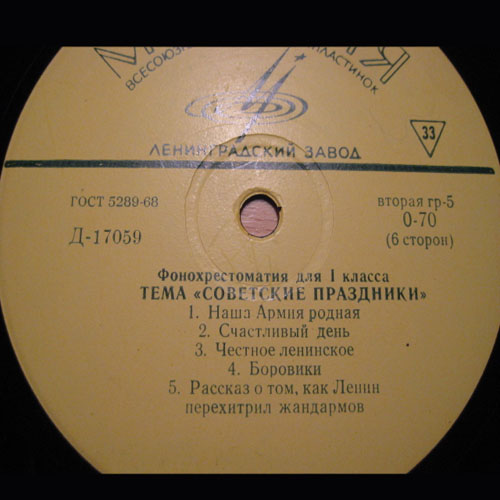 ЛЕНИНГРАДСКИЙ ЗАВОД
33
ГОСТ 5289-68
вторая гр-5
Д-17059
0-70
(6 сторон)
Фонохрестоматия для 1 класса
ТЕМА «СОВЕТСКИЕ ПРАЗДНИКИ»
1. Наша Армия родная
2. Счастливый день
3. Честное ленинское
4. Боровики
5. Рассказ о том, как Ленин
перехитрил жандармов